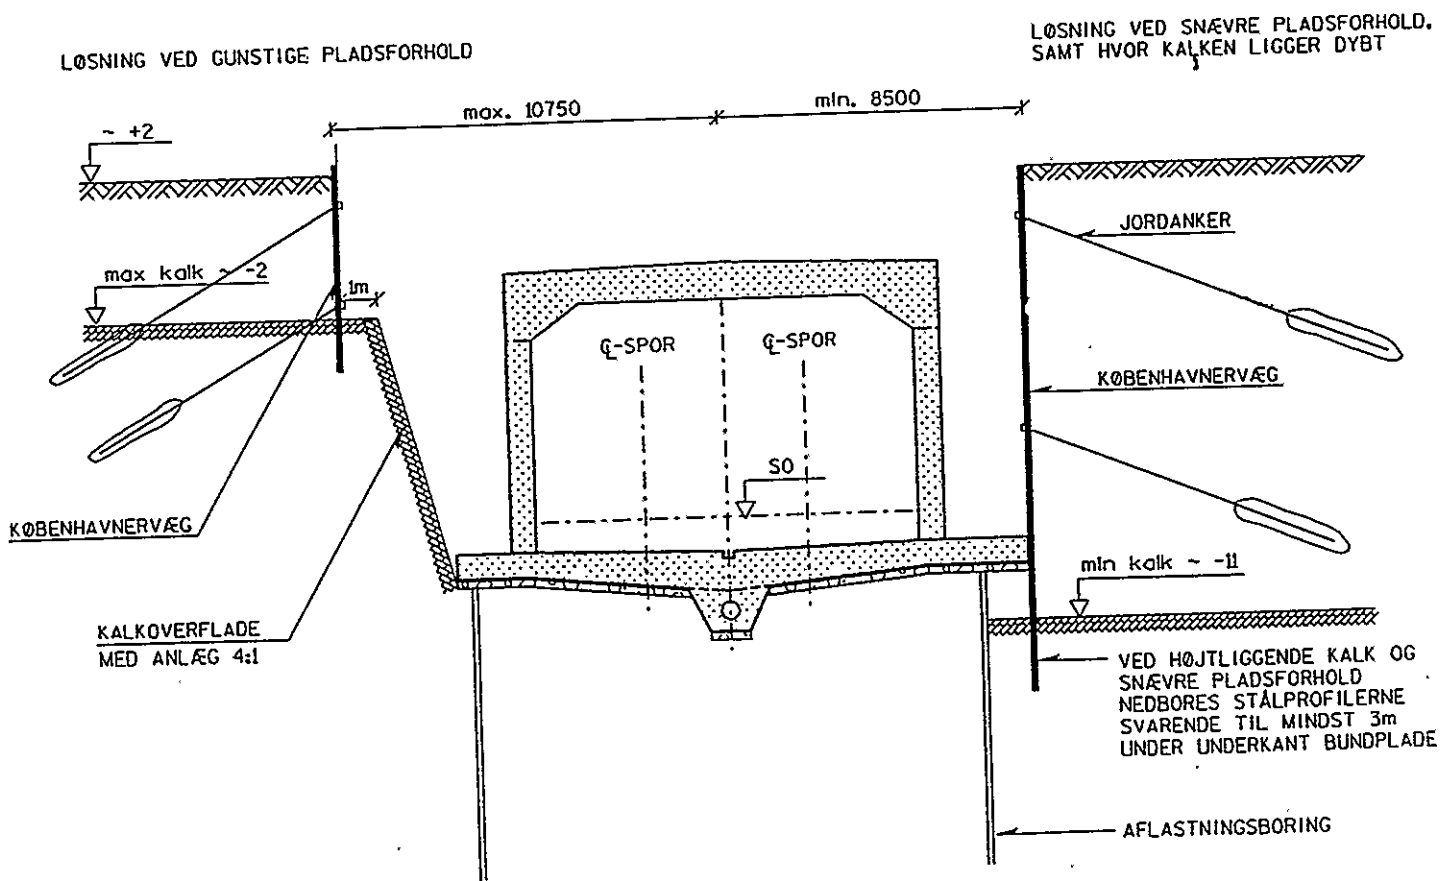 LØSNING VED GUNSTIGE PLADSFORHOLD
LØSNING VED SNÆVRE PLADSFORHOLD.
SAMT HVOR KALKEN LIGGER DYBT
max. 10750
min. 8500
~ +2
JORDANKER
max kalk ~ -2
1m
℄-SPOR
℄-SPOR
KØBENHAVNERVÆG
SO
KØBENHAVNERVÆG
min kalk ~ -11
KALKOVERFLADE
MED ANLÆG 4:1
VED HØJTLIGGENDE KALK OG
SNÆVRE PLADSFORHOLD
NEDBORES STÅLPROFILERNE
SVARENDE TIL MINDST 3m
UNDER UNDERKANT BUNDPLADE
AFLASTNINGSBORING